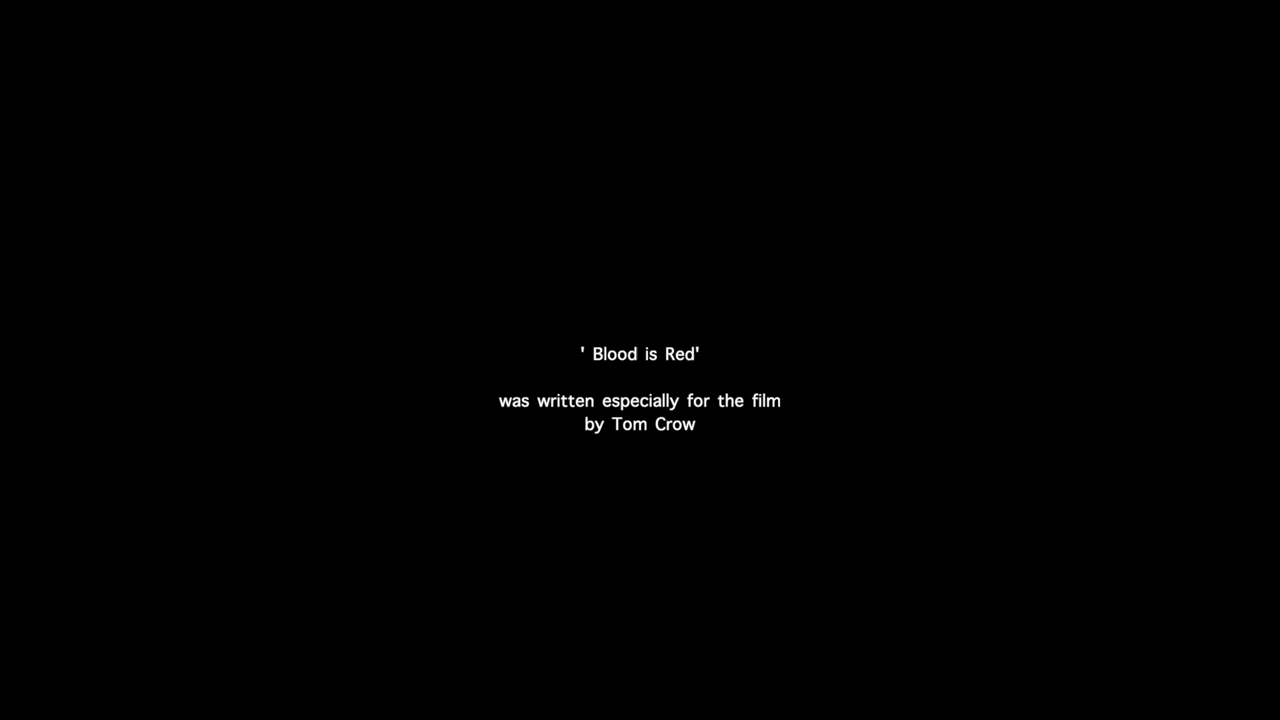 ' Blood is Red'
was written especially for the film
by Tom Crow